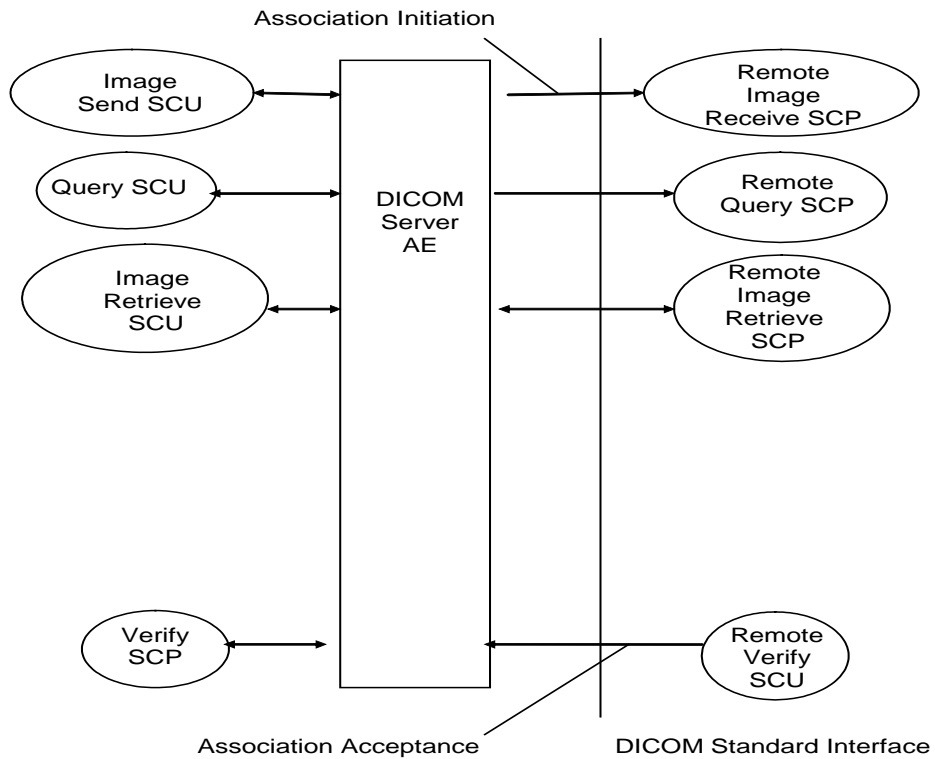 Association Initiation
Image
Send SCU
Remote
Image
Receive SCP
Query SCU
DICOM
Server
AE
Remote
Query SCP
Image
Retrieve
SCU
Remote
Image
Retrieve
SCP
Verify
SCP
Remote
Verify
SCU
Association Acceptance
DICOM Standard Interface